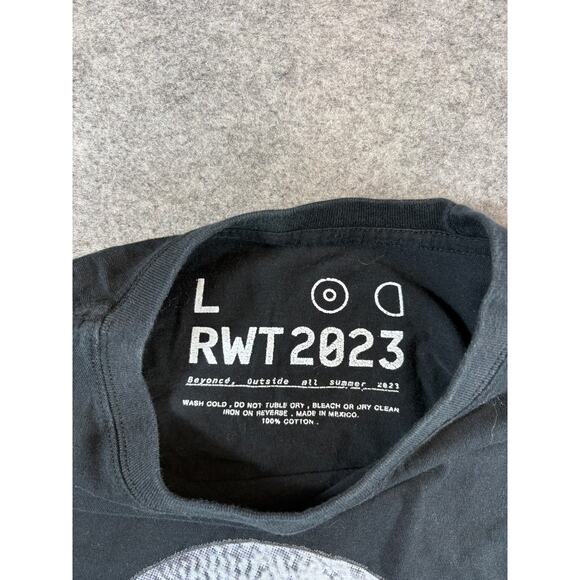 L
RWT2023
Beyoncé, Outside all summer 2023
WASH COLD , DO NOT TUBLE DRY , BLEACH OR DRY CLEAN
IRON ON REVERSE , MADE IN MEXICO.
100% COTTON .